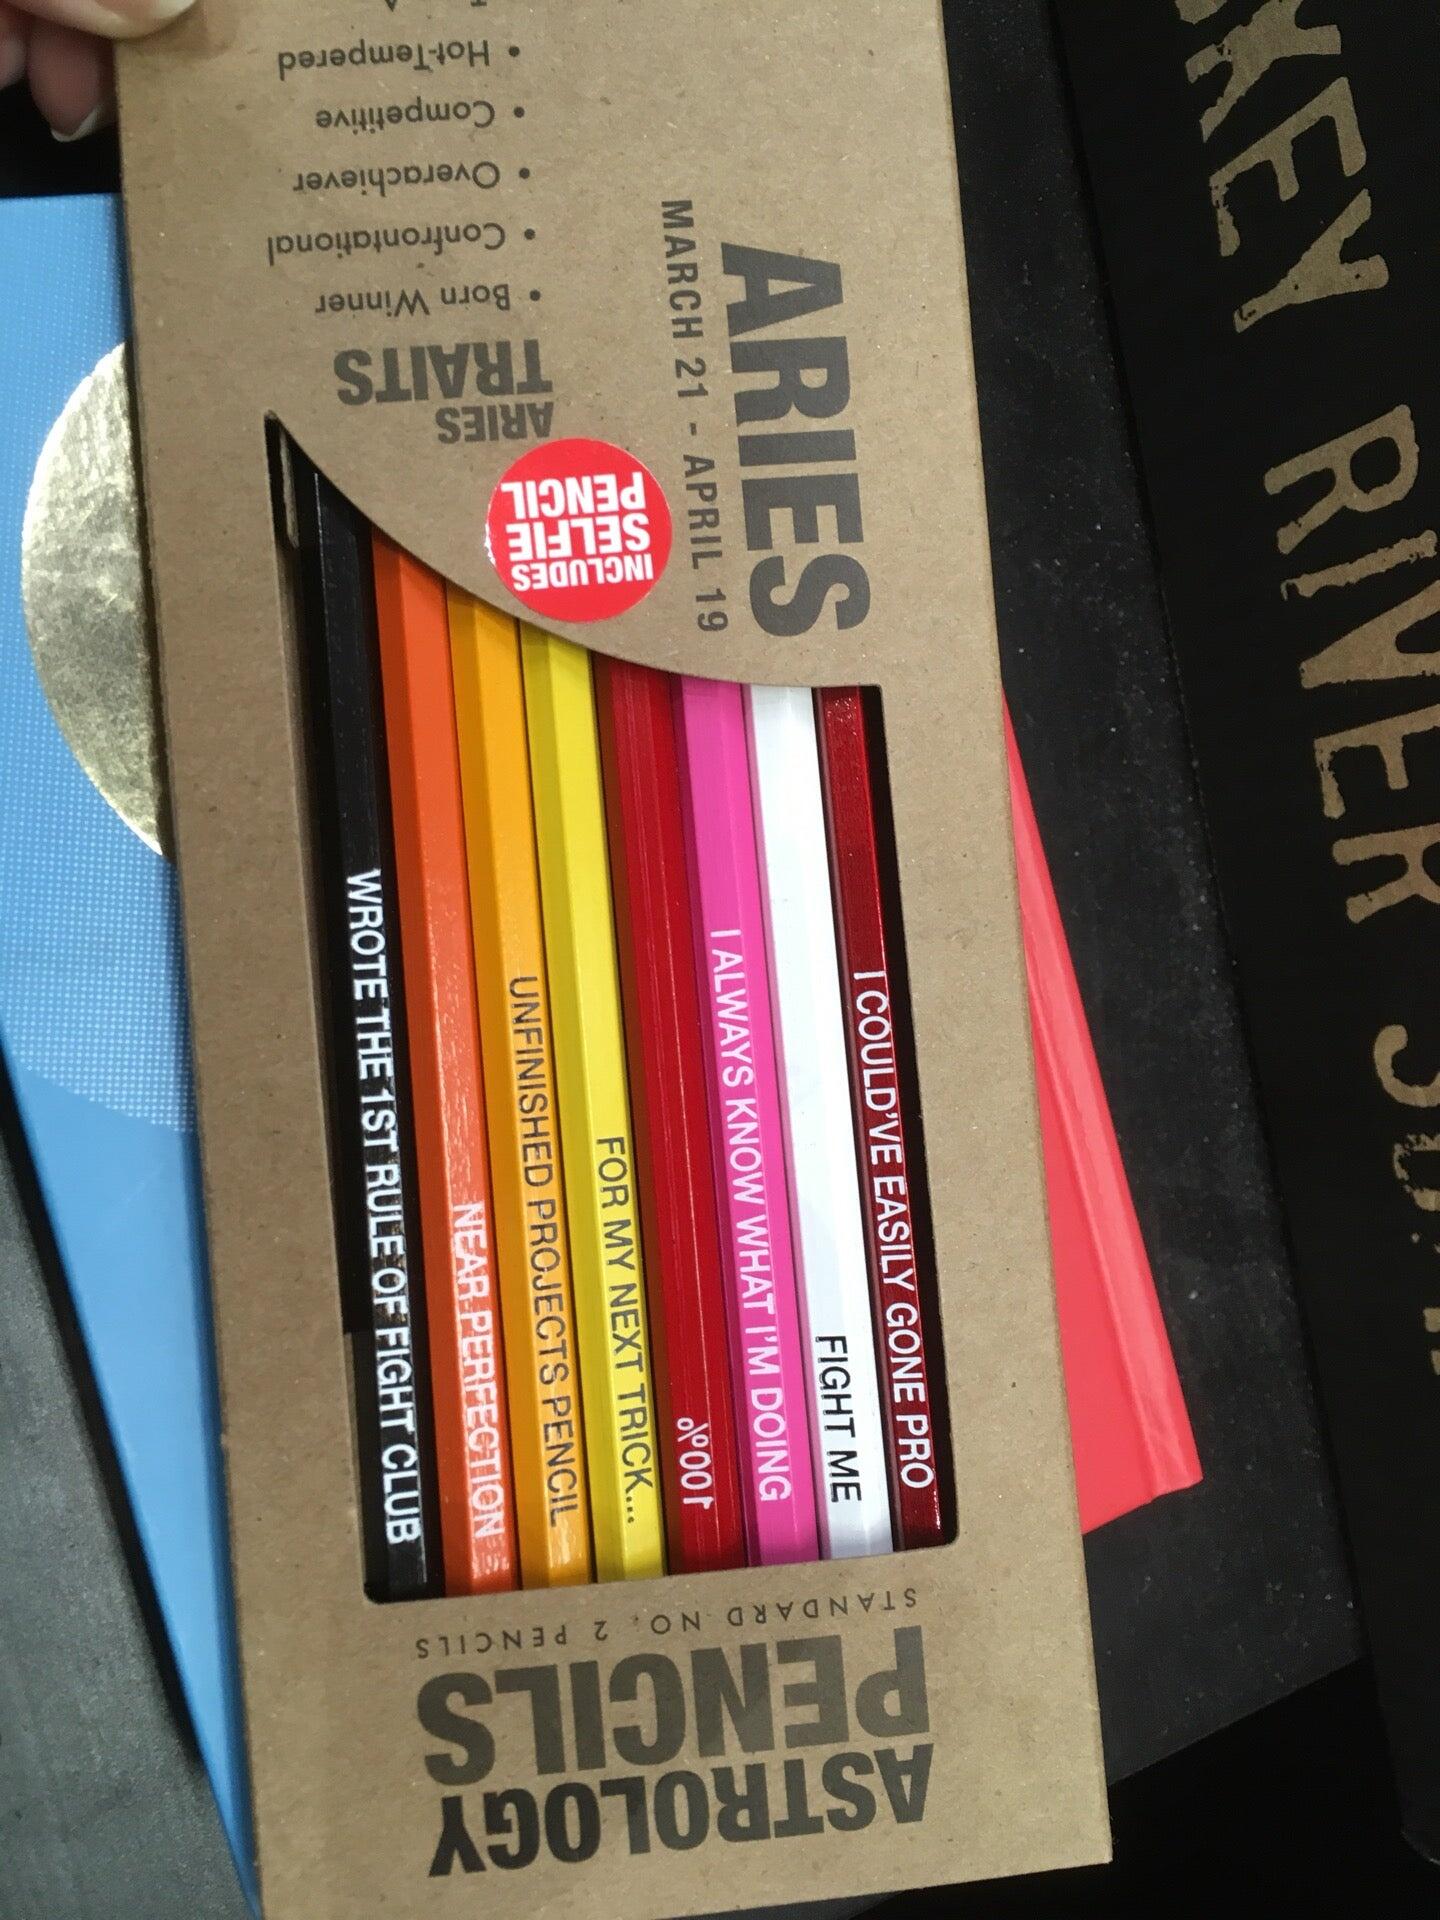 ASTROLOGY
PENCILS
STANDARD NO. 2 PENCILS
I COULD'VE EASILY GONE PRO
FIGHT ME
I ALWAYS KNOW WHAT I'M DOING
100%
FOR MY NEXT TRICK...
UNFINISHED PROJECTS PENCIL
NEAR PERFECTION
WROTE THE 1ST RULE OF FIGHT CLUB
INCLUDES
SELFIE
PENCIL
ARIES
MARCH 21 - APRIL 19
ARIES
TRAITS
• Born Winner
• Confrontational
• Overachiever
• Competitive
• Hot-Tempered
RIVER